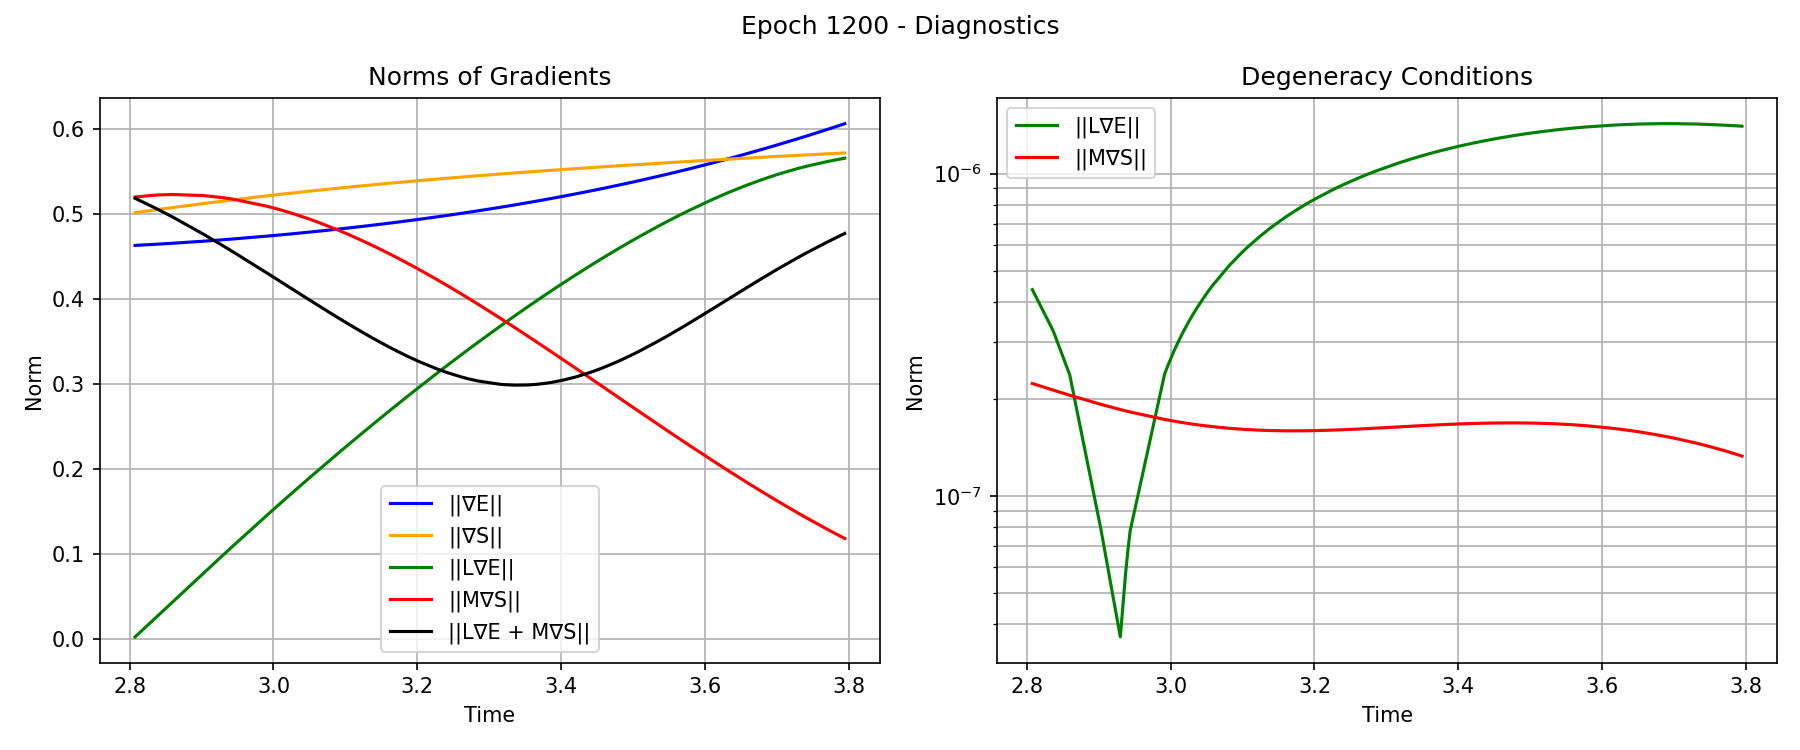 Epoch 1200 - Diagnostics
Norms of Gradients
Norm
0.6
0.5
0.4
0.3
0.2
0.1
0.0
||∇E||
||∇S||
||L∇E||
||M∇S||
||L∇E + M∇S||
2.8 3.0 3.2 3.4 3.6 3.8
Time
Degeneracy Conditions
Norm
10⁻⁶
10⁻⁷
||L∇E||
||M∇S||
2.8 3.0 3.2 3.4 3.6 3.8
Time